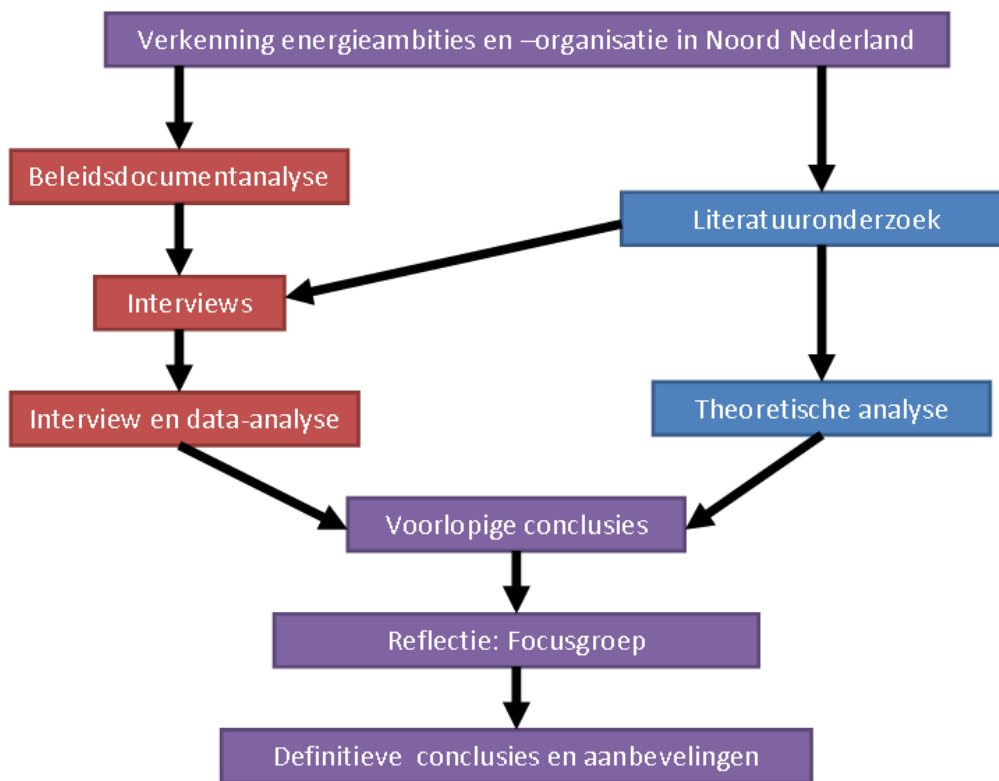 Verkenning energieambities en –organisatie in Noord Nederland
Beleidsdocumentanalyse
Literatuuronderzoek
Interviews
Interview en data-analyse
Theoretische analyse
Voorlopige conclusies
Reflectie: Focusgroep
Definitieve  conclusies en aanbevelingen